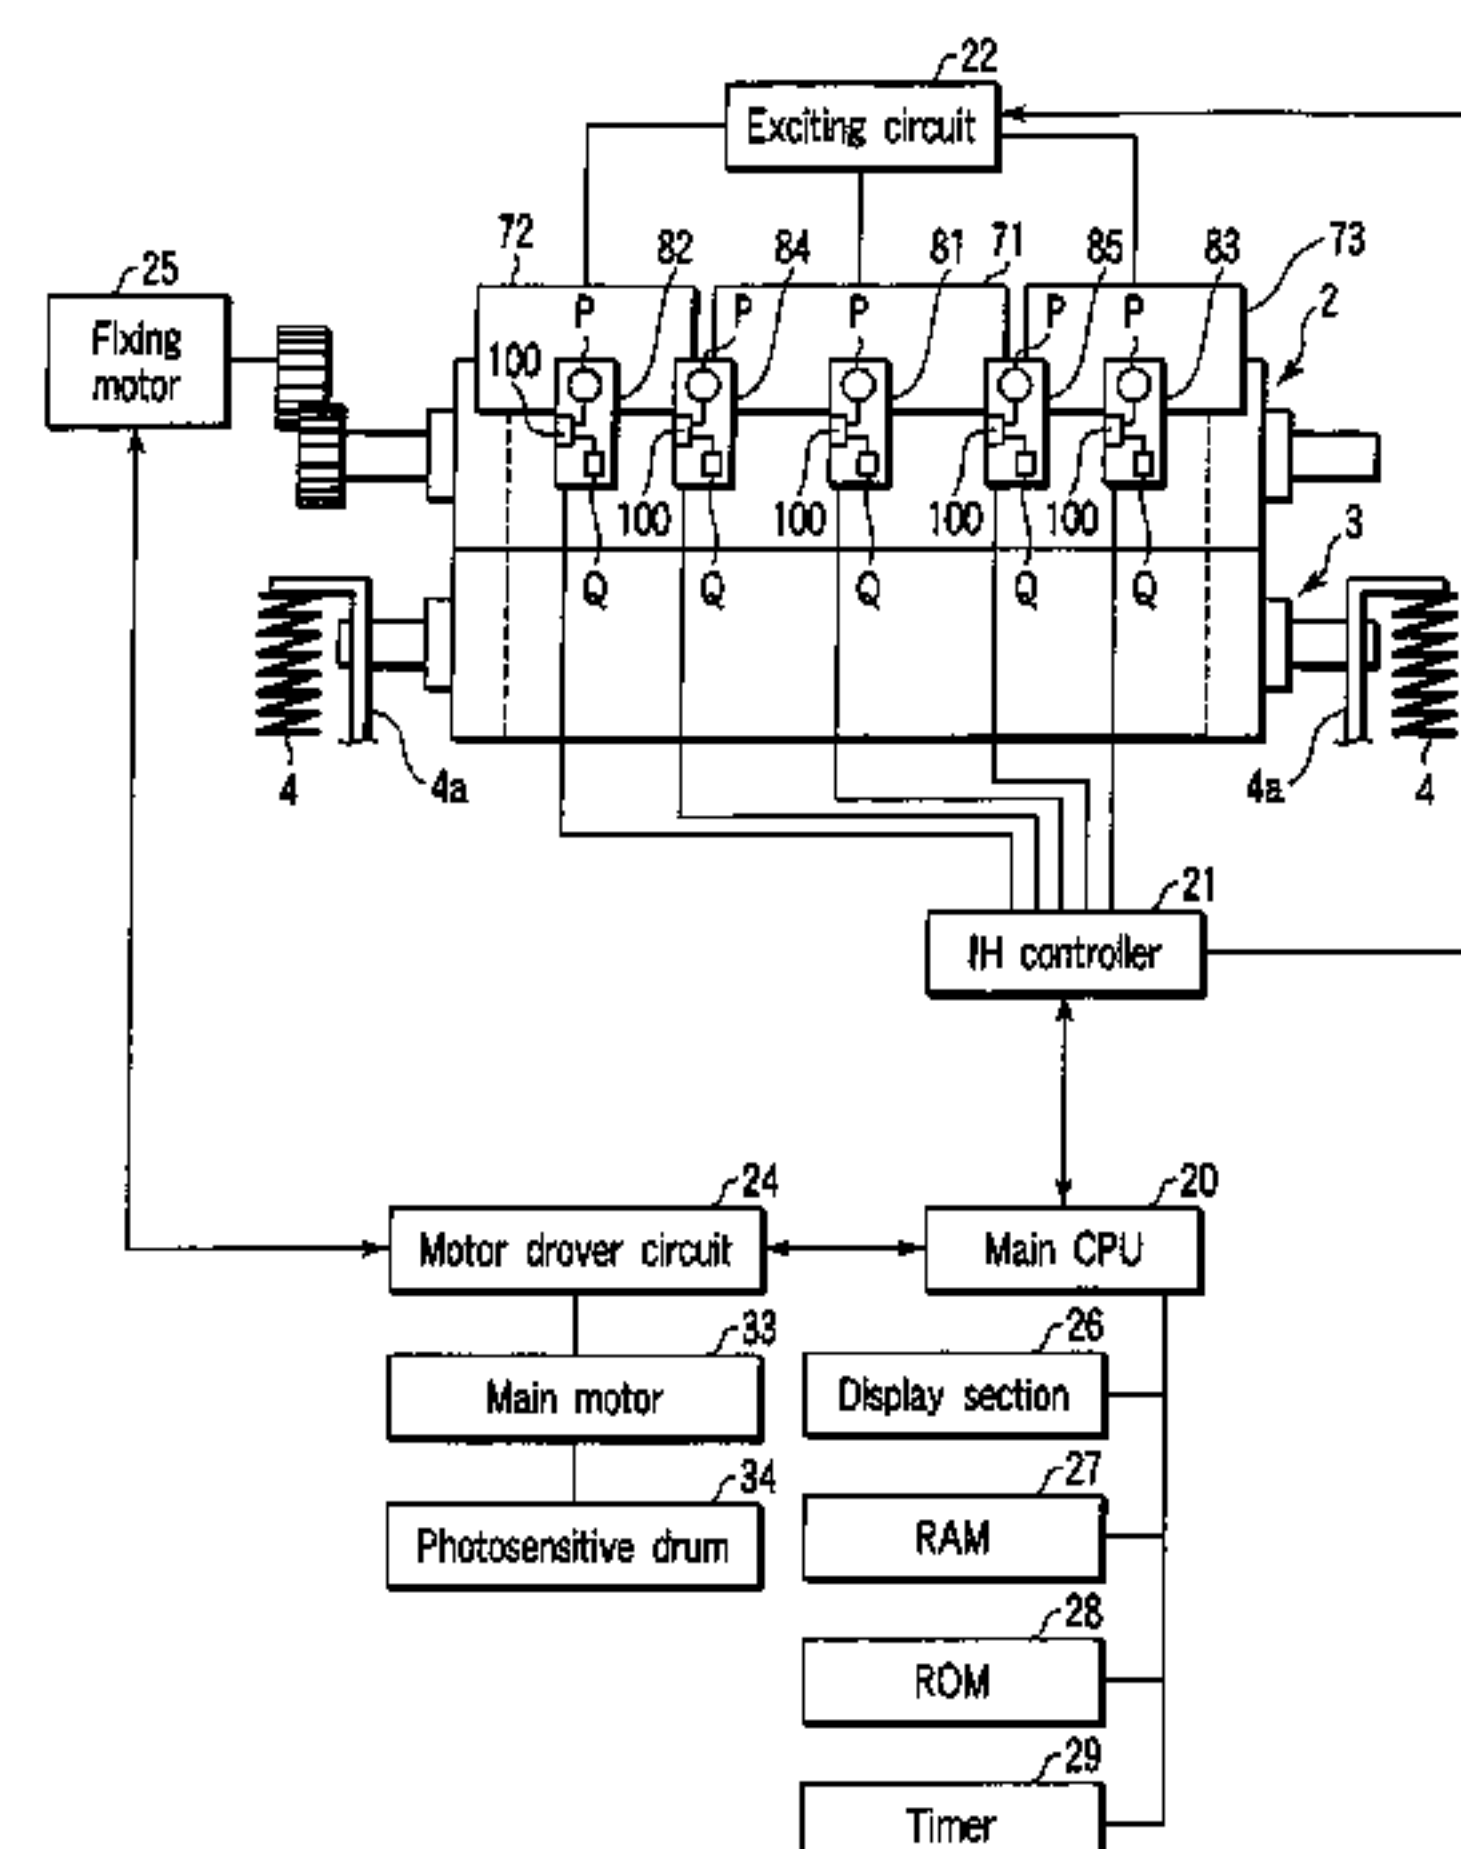 22
Exciting circuit
72
82
84
71
81
85
83
73
2
25
Fixing
motor
P
P
P
P
P
100
100
100
100
100
Q
Q
Q
Q
Q
3
4
4a
4a
4
21
IH controller
24
20
Motor drover circuit
Main CPU
33
26
Main motor
Display section
34
27
Photosensitive drum
RAM
28
ROM
29
Timer